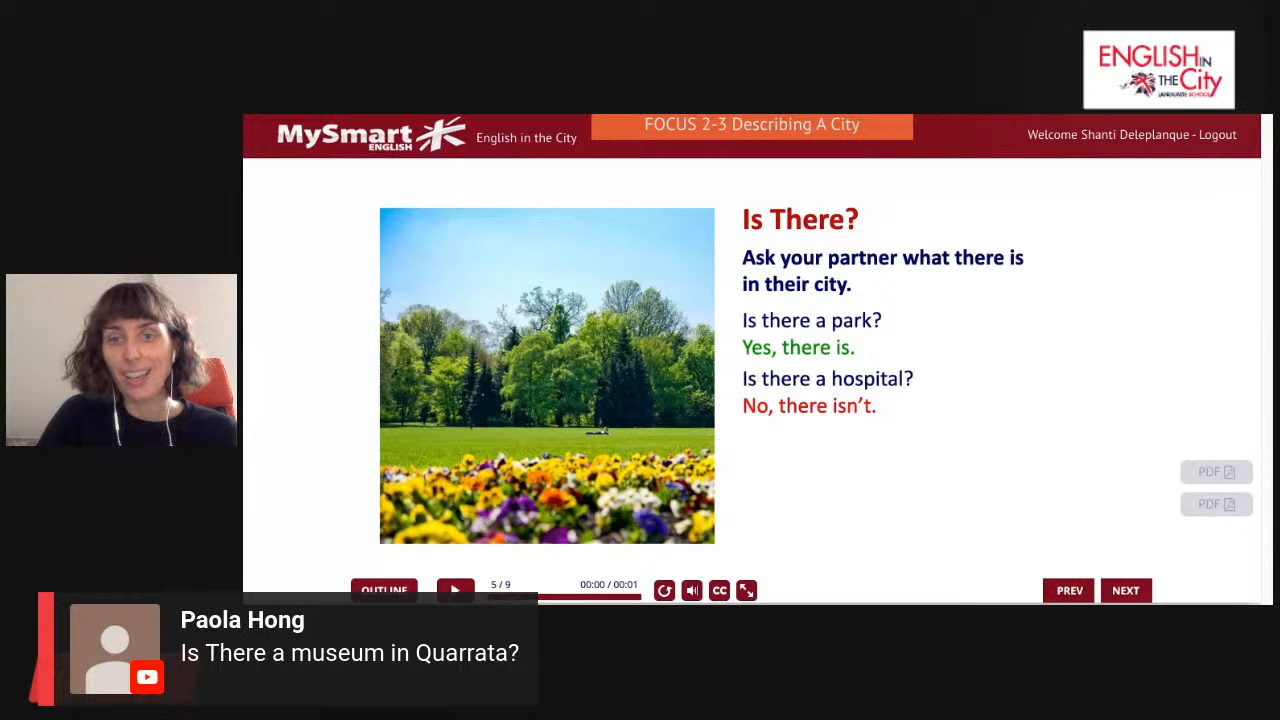 ENGLISH IN
THE City
LANGUAGE SCHOOL
MySmart
ENGLISH
English in the City
FOCUS 2-3 Describing A City
Welcome Shanti Deleplanque - Logout
Is There?
Ask your partner what there is
in their city.
Is there a park?
Yes, there is.
Is there a hospital?
No, there isn't.
PDF
PDF
OUTLINE
5 / 9
00:00 / 00:01
CC
PREV
NEXT
Paola Hong
Is There a museum in Quarrata?